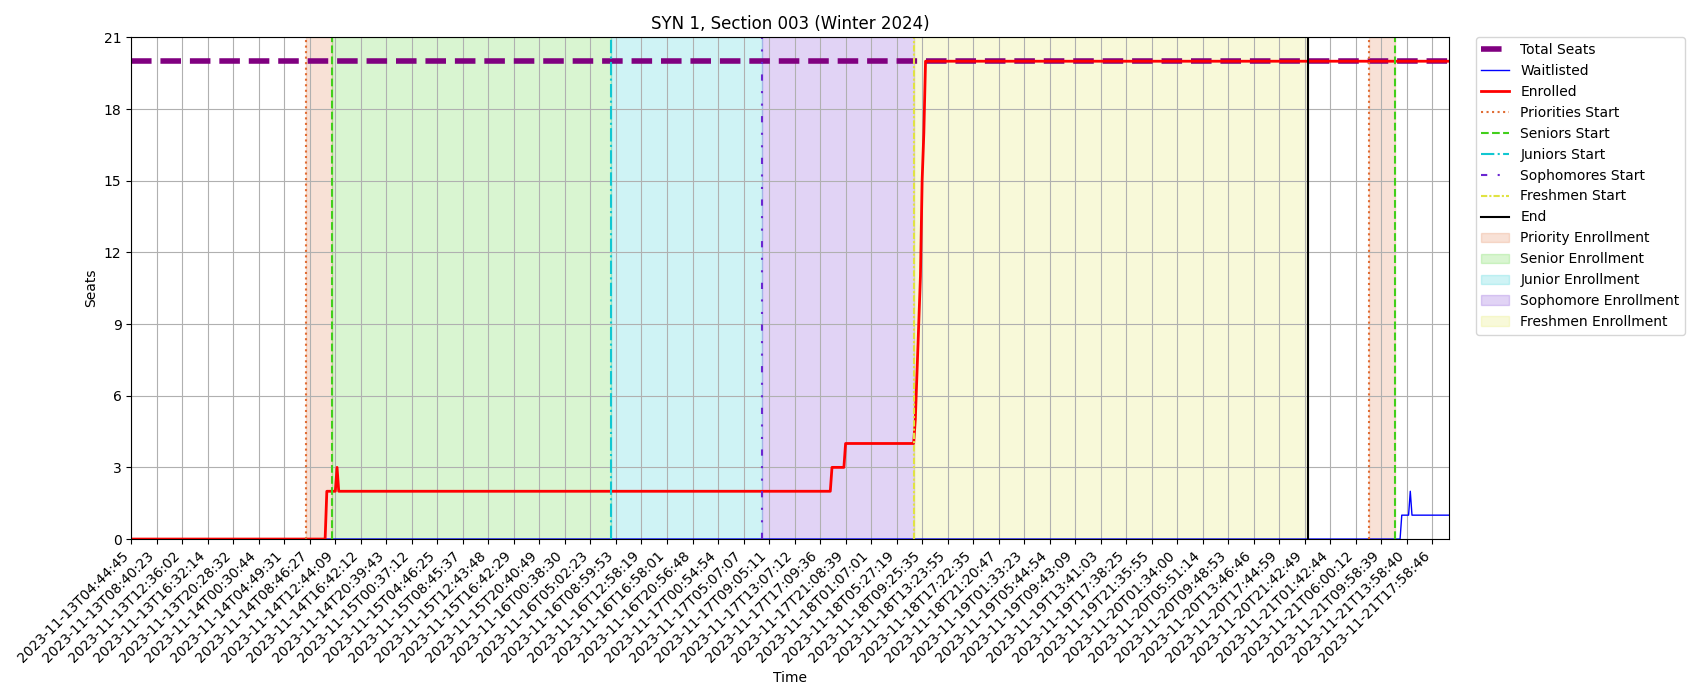 SYN 1, Section 003 (Winter 2024)
21
18
15
12
9
6
3
0
Seats
2023-11-13T04:44:45
2023-11-13T08:40:23
2023-11-13T12:36:02
2023-11-13T16:32:14
2023-11-13T20:28:32
2023-11-14T00:30:44
2023-11-14T04:49:31
2023-11-14T08:46:27
2023-11-14T12:44:09
2023-11-14T16:42:12
2023-11-14T20:39:43
2023-11-15T00:37:12
2023-11-15T04:46:25
2023-11-15T08:45:37
2023-11-15T12:43:48
2023-11-15T16:42:29
2023-11-15T20:40:49
2023-11-16T00:38:30
2023-11-16T05:02:23
2023-11-16T08:59:53
2023-11-16T12:58:19
2023-11-16T16:58:01
2023-11-16T20:56:48
2023-11-17T00:54:54
2023-11-17T05:07:07
2023-11-17T09:05:11
2023-11-17T13:07:12
2023-11-17T17:09:36
2023-11-17T21:08:39
2023-11-18T01:07:01
2023-11-18T05:27:19
2023-11-18T09:25:35
2023-11-18T13:23:55
2023-11-18T17:22:35
2023-11-18T21:20:47
2023-11-19T01:33:23
2023-11-19T05:44:54
2023-11-19T09:43:09
2023-11-19T13:41:03
2023-11-19T17:38:25
2023-11-19T21:35:55
2023-11-20T01:34:00
2023-11-20T05:51:14
2023-11-20T09:48:53
2023-11-20T13:46:46
2023-11-20T17:44:59
2023-11-20T21:42:49
2023-11-21T01:42:44
2023-11-21T06:00:12
2023-11-21T09:58:39
2023-11-21T13:58:40
2023-11-21T17:58:46
Time
Total Seats
Waitlisted
Enrolled
Priorities Start
Seniors Start
Juniors Start
Sophomores Start
Freshmen Start
End
Priority Enrollment
Senior Enrollment
Junior Enrollment
Sophomore Enrollment
Freshmen Enrollment